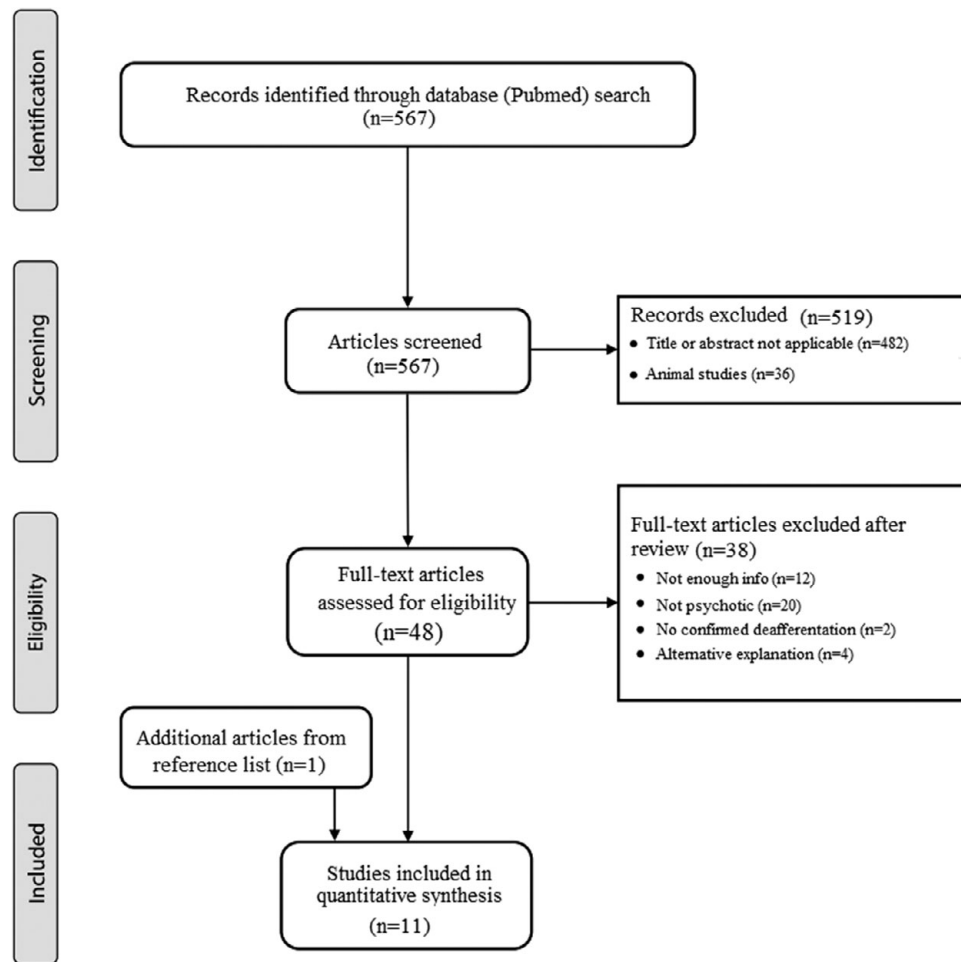 Identification
Records identified through database (Pubmed) search
(n=567)
Screening
Articles screened
(n=567)
Records excluded (n=519)
• Title or abstract not applicable (n=482)
• Animal studies (n=36)
Eligibility
Full-text articles
assessed for eligibility
(n=48)
Full-text articles excluded after
review (n=38)
• Not enough info (n=12)
• Not psychotic (n=20)
• No confirmed deafferentation (n=2)
• Alternative explanation (n=4)
Additional articles from
reference list (n=1)
Included
Studies included in
quantitative synthesis
(n=11)